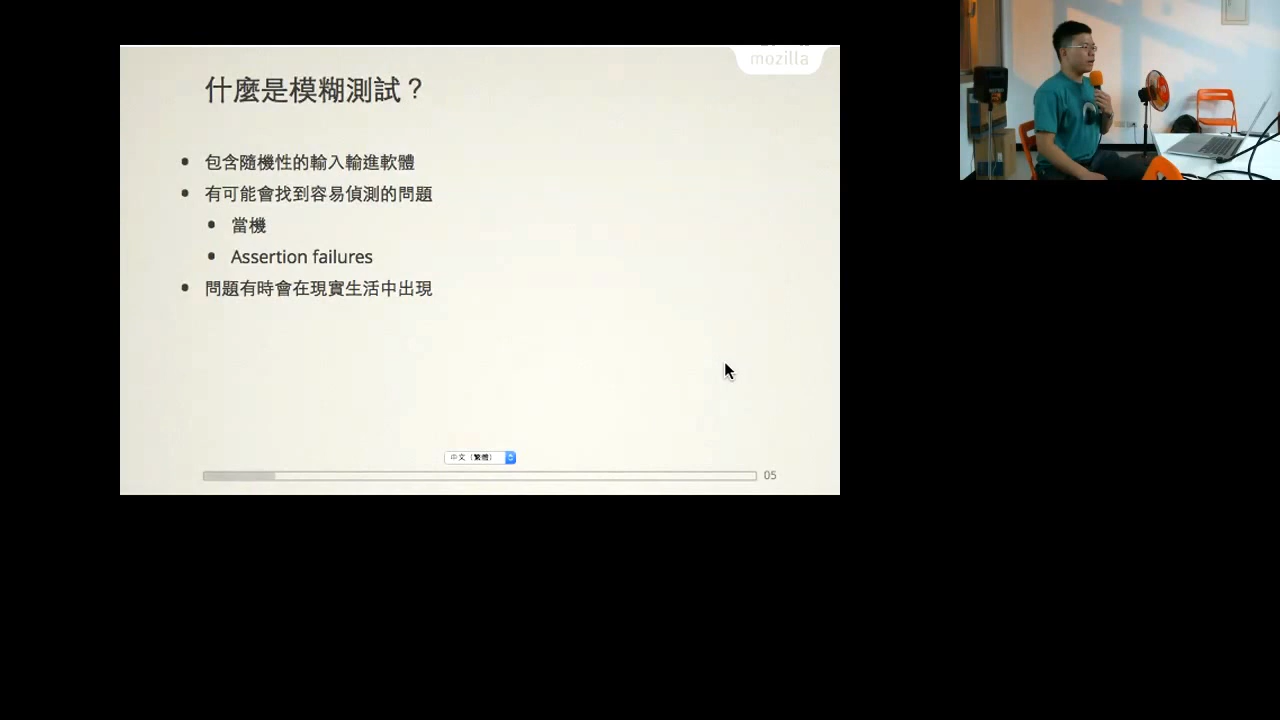 mozilla
什麼是模糊測試？
包含隨機性的輸入輸進軟體
有可能會找到容易偵測的問題
當機
Assertion failures
問題有時會在現實生活中出現
中文（繁體）
05